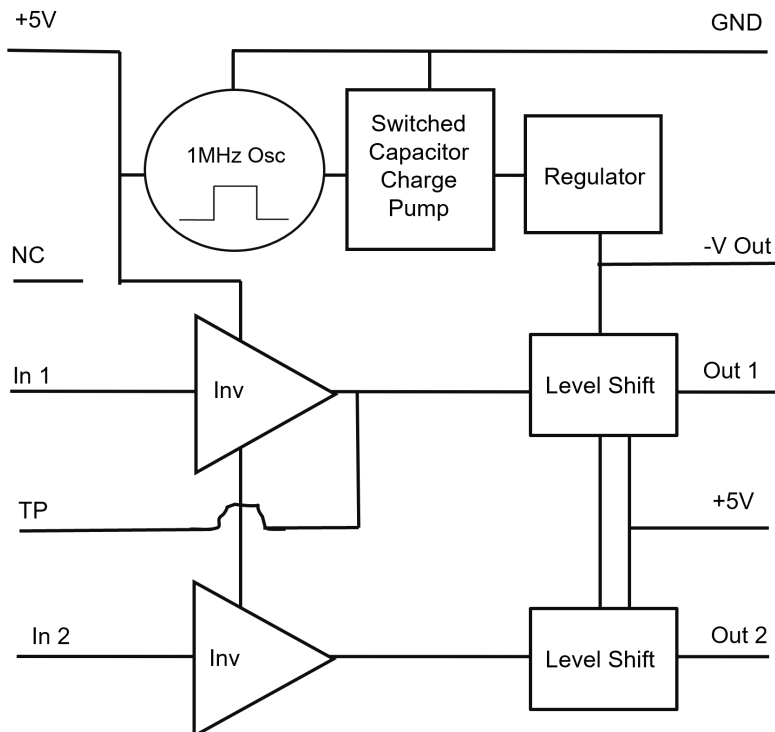 +5V
GND
1MHz Osc
Switched
Capacitor
Charge
Pump
Regulator
NC
-V Out
In 1
Inv
Level Shift
Out 1
TP
+5V
In 2
Inv
Level Shift
Out 2